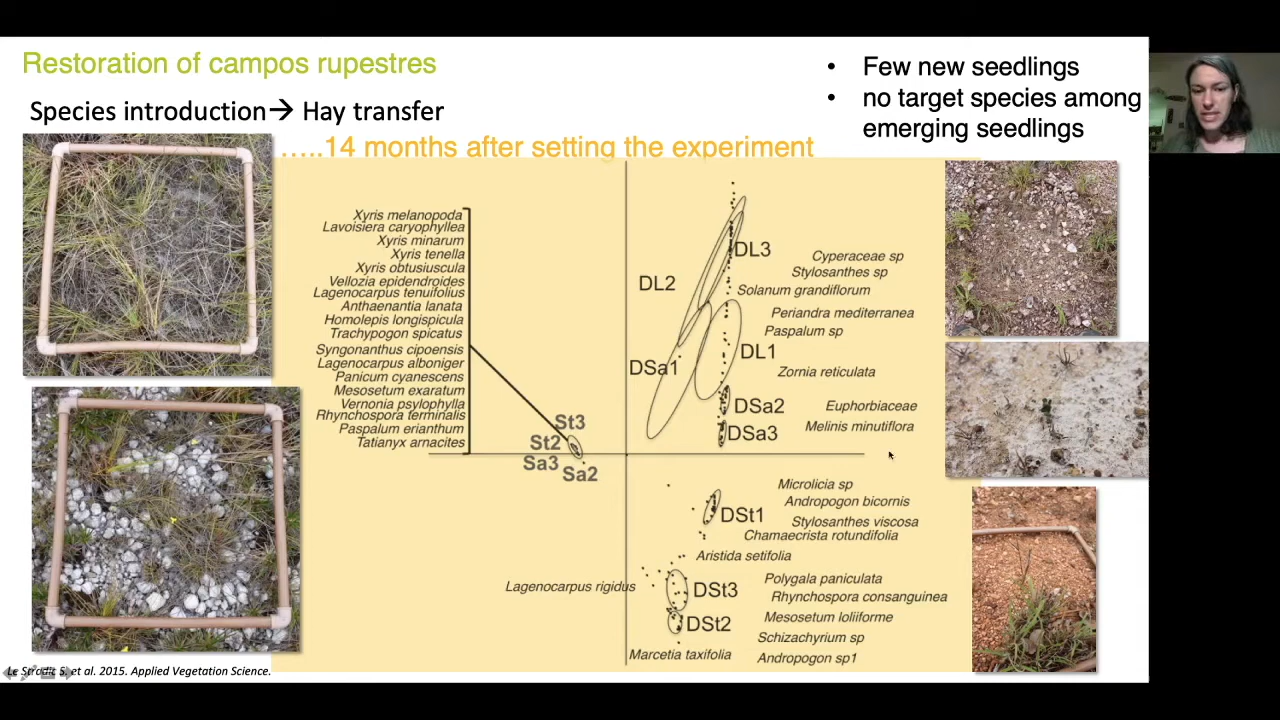 Restoration of campos rupestres
Species introduction→ Hay transfer
• Few new seedlings
• no target species among
emerging seedlings
…..14 months after setting the experiment
Xyris melanopoda
Lavoisiera caryophyllea
Xyris minarum
Xyris tenella
Xyris obtusiuscula
Vellozia epidendroides
Lagenocarpus tenuifolius
Anthaenantia lanata
Homolepis longispicula
Trachypogon spicatus
Syngonanthus cipoensis
Lagenocarpus alboniger
Panicum cyanescens
Mesosetum exaratum
Vernonia psylophylla
Rhynchospora terminalis
Paspalum erianthum
Tatianyx arnacites
St3
St2
Sa3
Sa2
DL3
DL2
DL1
DSa1
DSa2
DSa3
Cyperaceae sp
Stylosanthes sp
Solanum grandiflorum
Periandra mediterranea
Paspalum sp
Zornia reticulata
Euphorbiaceae
Melinis minutiflora
Microlicia sp
Andropogon bicornis
DSt1
Stylosanthes viscosa
Chamaecrista rotundifolia
Aristida setifolia
Lagenocarpus rigidus
Polygala paniculata
DSt3
Rhynchospora consanguinea
Mesosetum loliiforme
DSt2
Schizachyrium sp
Marcetia taxifolia
Andropogon sp1
Le Stradic S. et al. 2015. Applied Vegetation Science.